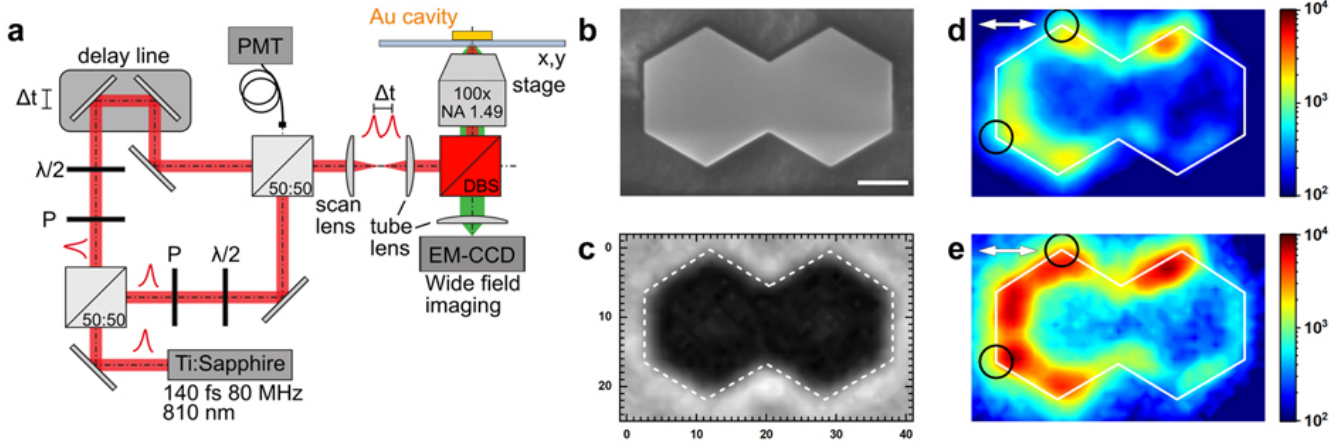 a
delay line
Δt
PMT
Au cavity
x,y
stage
100x
NA 1.49
Δt
λ/2
50:50
DBS
scan
lens
tube
lens
P
P
λ/2
EM-CCD
Wide field
imaging
50:50
Ti:Sapphire
140 fs 80 MHz
810 nm
b
c
0
10
20
0
10
20
30
40
d
10⁴
10³
10²
e
10⁴
10³
10²